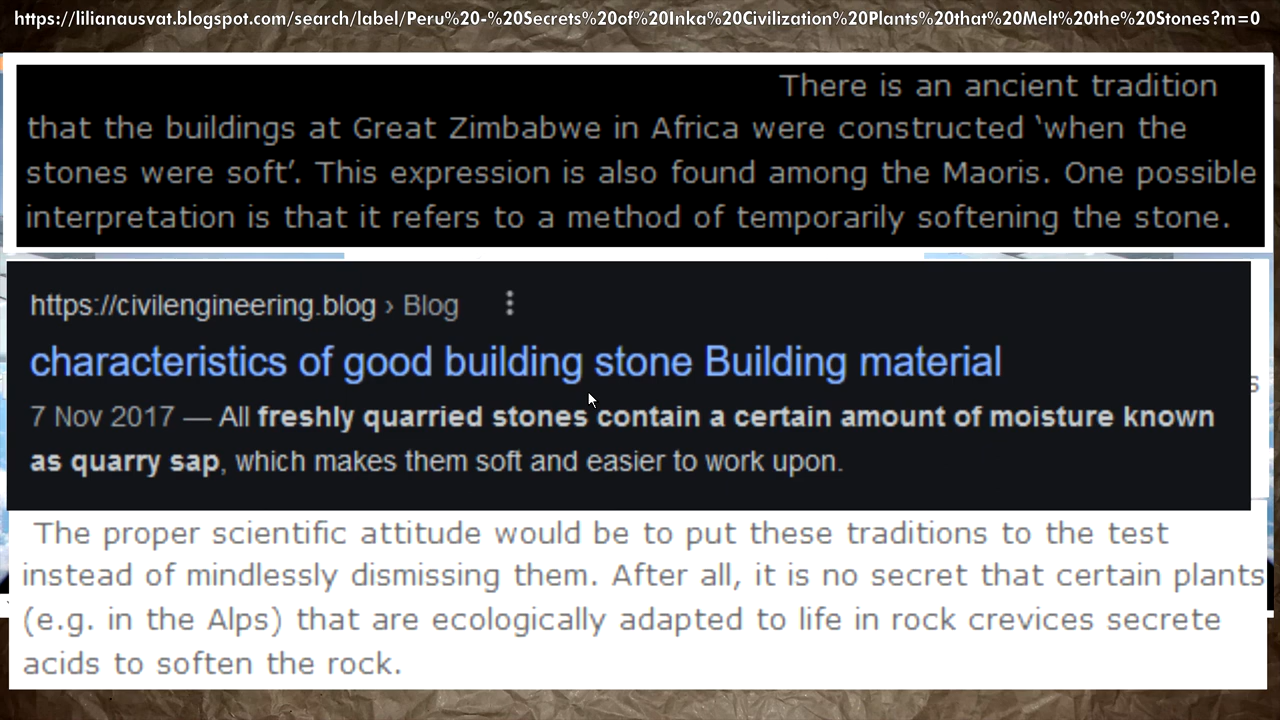 https://lilianausvat.blogspot.com/search/label/Peru%20-%20Secrets%20of%20Inka%20Civilization%20Plants%20that%20Melt%20the%20Stones?m=0
There is an ancient tradition
that the buildings at Great Zimbabwe in Africa were constructed ‘when the
stones were soft’. This expression is also found among the Maoris. One possible
interpretation is that it refers to a method of temporarily softening the stone.
https://civilengineering.blog › Blog
characteristics of good building stone Building material
7 Nov 2017 — All freshly quarried stones contain a certain amount of moisture known
as quarry sap, which makes them soft and easier to work upon.
The proper scientific attitude would be to put these traditions to the test
instead of mindlessly dismissing them. After all, it is no secret that certain plants
(e.g. in the Alps) that are ecologically adapted to life in rock crevices secrete
acids to soften the rock.